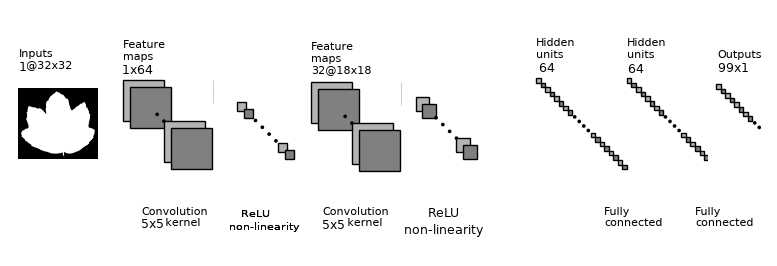 Inputs
1@32x32
Feature
maps
1x64
Feature
maps
32@18x18
Hidden
units
64
Hidden
units
64
Outputs
99x1
Convolution
5x5 kernel
ReLU
non-linearity
Convolution
5x5 kernel
ReLU
non-linearity
Fully
connected
Fully
connected